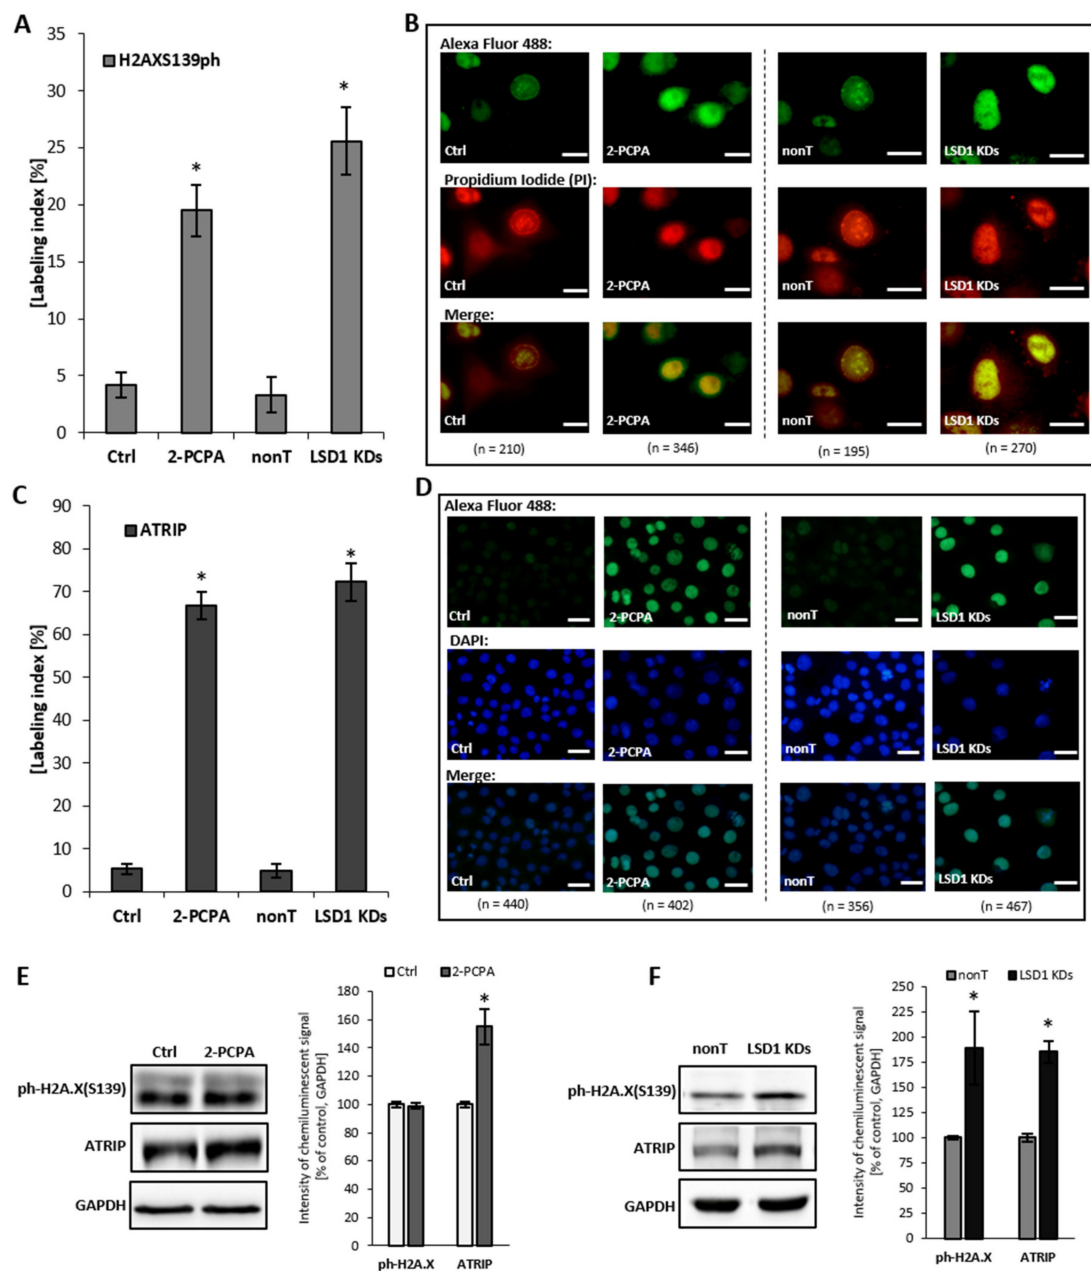 A
H2AXS139ph
[Labeling index [%]
40
35
30
25
20
15
10
5
0
*
*
Ctrl 2-PCPA nonT LSD1 KDs
B
Alexa Fluor 488:
Ctrl 2-PCPA nonT LSD1 KDs
Propidium Iodide (PI):
Ctrl 2-PCPA nonT LSD1 KDs
Merge:
Ctrl 2-PCPA nonT LSD1 KDs
(n = 210) (n = 346) (n = 195) (n = 270)
C
ATRIP
[Labeling index [%]
90
80
70
60
50
40
30
20
10
0
*
*
Ctrl 2-PCPA nonT LSD1 KDs
D
Alexa Fluor 488:
Ctrl 2-PCPA nonT LSD1 KDs
DAPI:
Ctrl 2-PCPA nonT LSD1 KDs
Merge:
Ctrl 2-PCPA nonT LSD1 KDs
(n = 440) (n = 402) (n = 356) (n = 467)
E
Ctrl 2-PCPA
ph-H2A.X(S139)
ATRIP
GAPDH
Ctrl 2-PCPA
Intensity of chemiluminescent signal
[% of control, GAPDH]
180
160
140
120
100
80
60
40
20
0
*
ph-H2A.X ATRIP
F
nonT LSD1 KDs
ph-H2A.X(S139)
ATRIP
GAPDH
nonT LSD1 KDs
Intensity of chemiluminescent signal
[% of control, GAPDH]
250
225
200
175
150
125
100
75
50
25
0
*
*
ph-H2A.X ATRIP